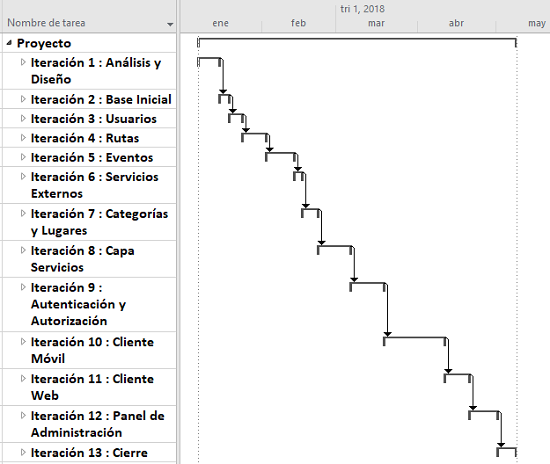 tri 1, 2018
Nombre de tarea
ene
feb
mar
abr
may
Proyecto
Iteración 1 : Análisis y
Diseño
Iteración 2 : Base Inicial
Iteración 3 : Usuarios
Iteración 4 : Rutas
Iteración 5 : Eventos
Iteración 6 : Servicios
Externos
Iteración 7 : Categorías
y Lugares
Iteración 8 : Capa
Servicios
Iteración 9 :
Autenticación y
Autorización
Iteración 10 : Cliente
Móvil
Iteración 11 : Cliente
Web
Iteración 12 : Panel de
Administración
Iteración 13 : Cierre